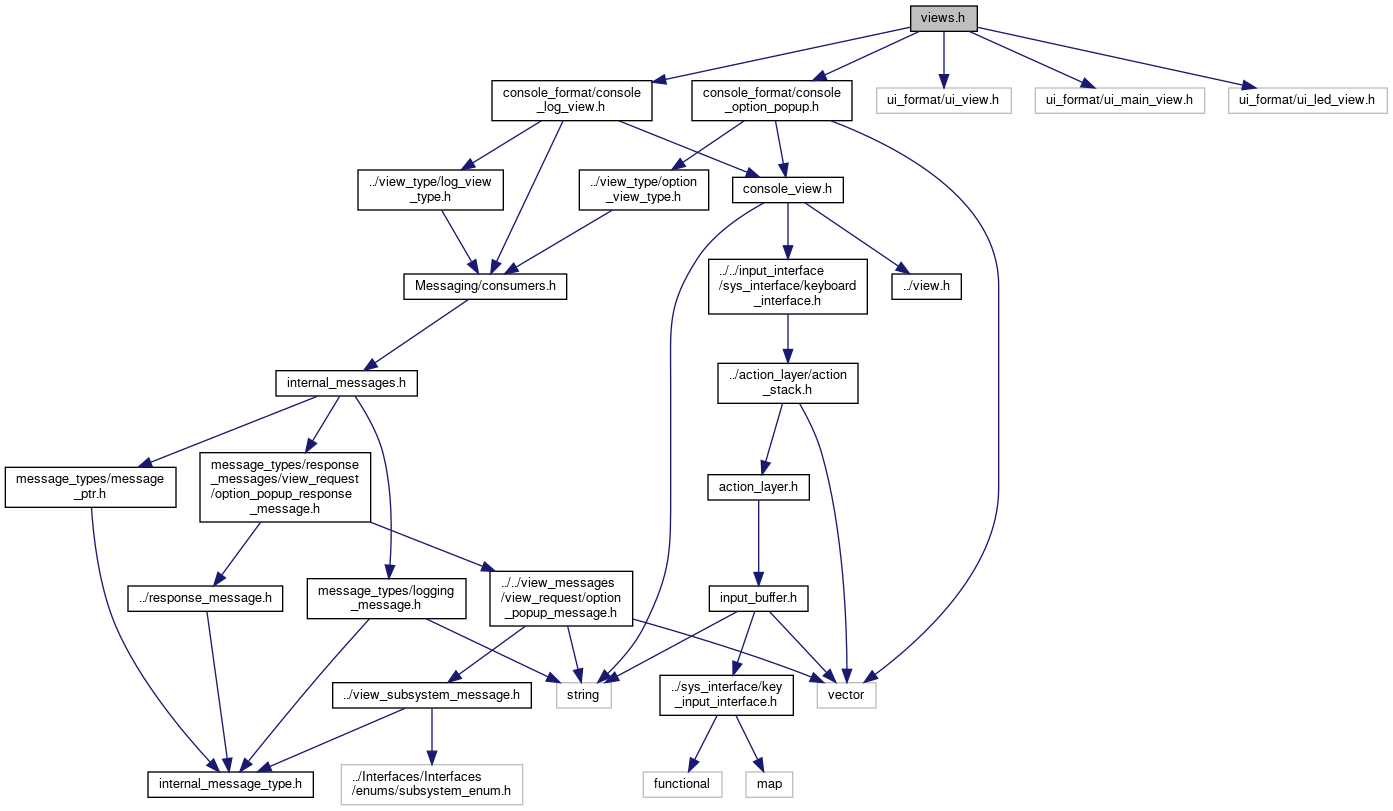 views.h
console_format/console
_log_view.h
console_format/console
_option_popup.h
ui_format/ui_view.h
ui_format/ui_main_view.h
ui_format/ui_led_view.h
../view_type/log_view
_type.h
../view_type/option
_view_type.h
console_view.h
Messaging/consumers.h
../../input_interface
/sys_interface/keyboard
_interface.h
../view.h
internal_messages.h
../action_layer/action
_stack.h
message_types/message
_ptr.h
message_types/response
_messages/view_request
/option_popup_response
_message.h
action_layer.h
../response_message.h
message_types/logging
_message.h
../../view_messages
/view_request/option
_popup_message.h
input_buffer.h
../view_subsystem_message.h
string
../sys_interface/key
_input_interface.h
vector
internal_message_type.h
../Interfaces/Interfaces
/enums/subsystem_enum.h
functional
map